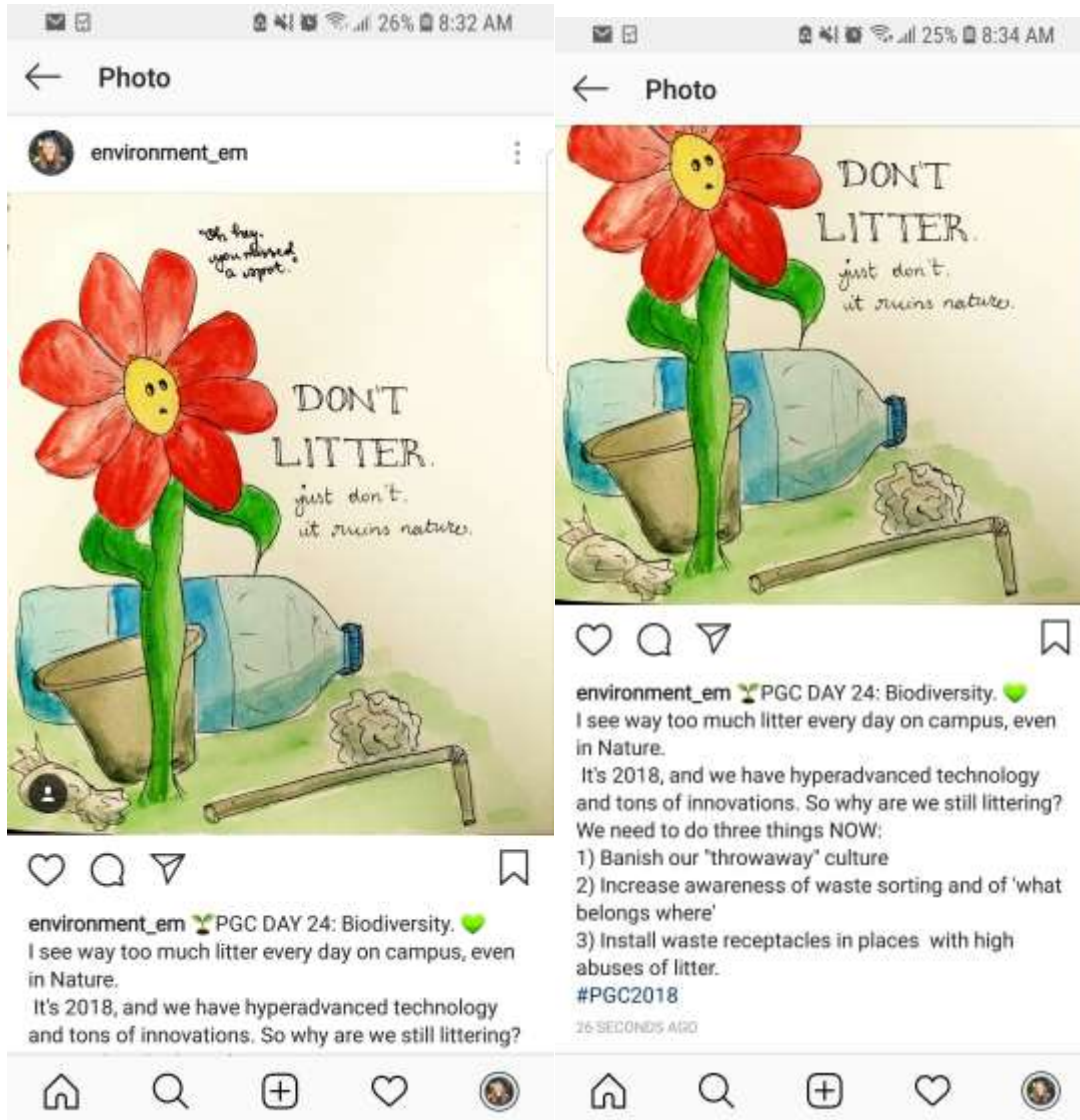 26% 8:32 AM
Photo
environment_em
"Oh hey.
you missed
a spot."
DON'T
LITTER.
just don't.
it ruins nature.
environment_em 🌱PGC DAY 24: Biodiversity. 💚
I see way too much litter every day on campus, even
in Nature.
It's 2018, and we have hyperadvanced technology
and tons of innovations. So why are we still littering?
25% 8:34 AM
Photo
DON'T
LITTER.
just don't.
it ruins nature.
environment_em 🌱PGC DAY 24: Biodiversity. 💚
I see way too much litter every day on campus, even
in Nature.
It's 2018, and we have hyperadvanced technology
and tons of innovations. So why are we still littering?
We need to do three things NOW:
1) Banish our "throwaway" culture
2) Increase awareness of waste sorting and of 'what
belongs where'
3) Install waste receptacles in places with high
abuses of litter.
#PGC2018
26 SECONDS AGO